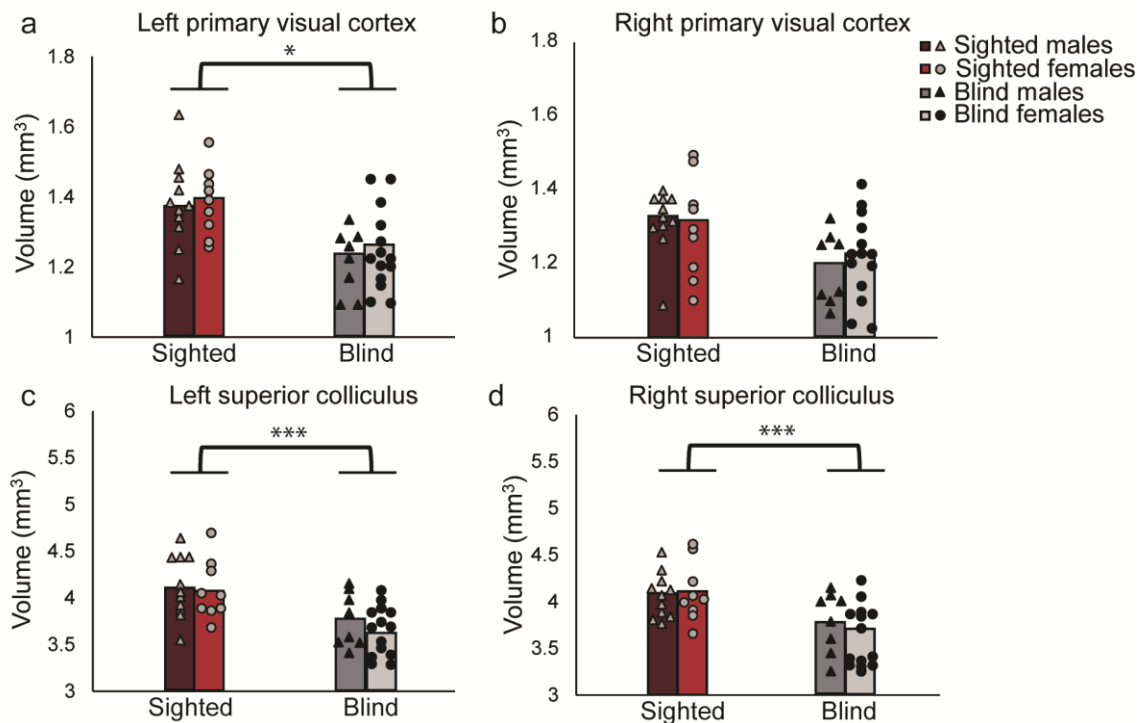 a Left primary visual cortex
1.8
1.6
1.4
1.2
1
Volume (mm³)
*
Sighted Blind
b Right primary visual cortex
1.8
1.6
1.4
1.2
1
Volume (mm³)
Sighted Blind
Sighted males
Sighted females
Blind males
Blind females
c Left superior colliculus
6
5.5
5
4.5
4
3.5
3
Volume (mm³)
***
Sighted Blind
d Right superior colliculus
6
5.5
5
4.5
4
3.5
3
Volume (mm³)
***
Sighted Blind